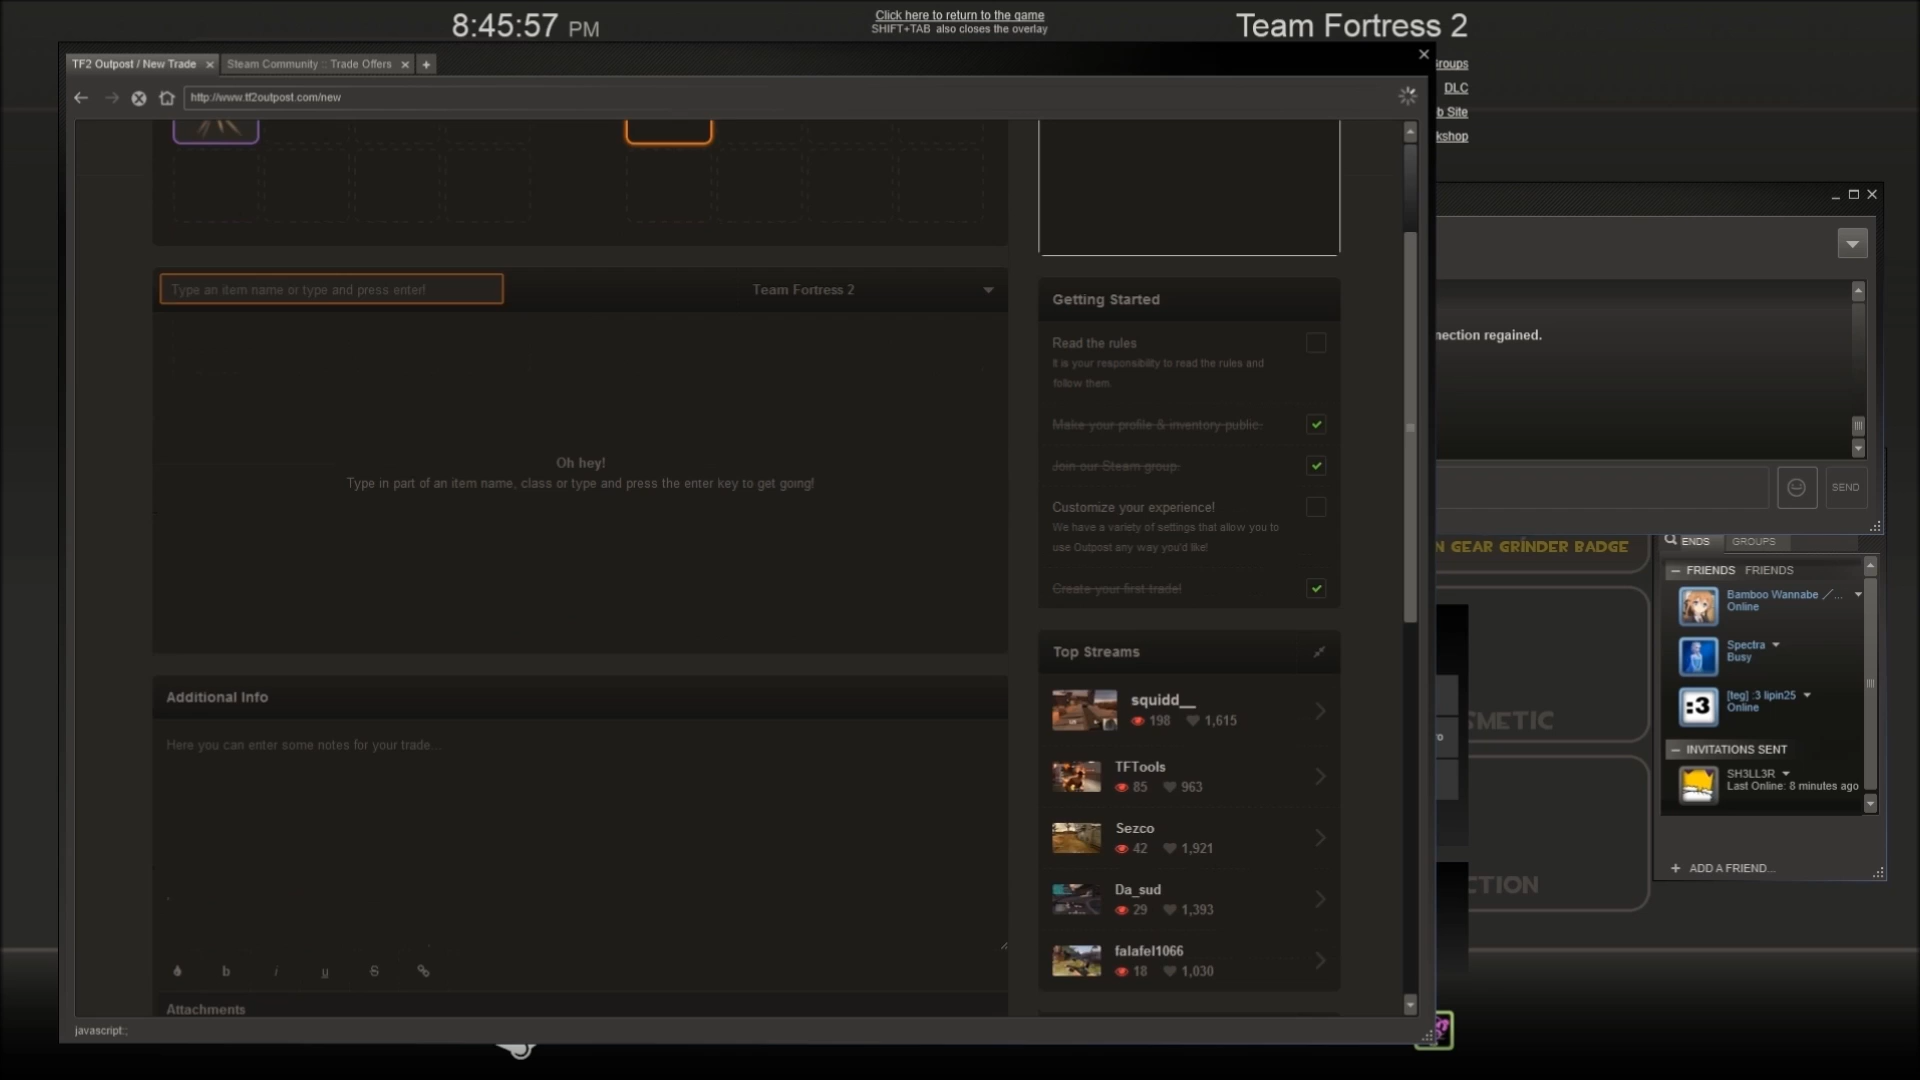 8:45:57 PM
Click here to return to the game
SHIFT+TAB also closes the overlay
Team Fortress 2
TF2 Outpost / New Trade
Steam Community :: Trade Offers
http://www.tf2outpost.com/new
DLC
Type an item name or type and press enter!
Team Fortress 2
Oh hey!
Type in part of an item name, class or type and press the enter key to get going!
Additional Info
Here you can enter some notes for your trade...
b i u S
Attachments
javascript:;
Getting Started
Read the rules
It is your responsibility to read the rules and
follow them.
Make your profile & inventory public.
Join our Steam group.
Customize your experience!
We have a variety of settings that allow you to
use Outpost any way you'd like!
Create your first trade!
Top Streams
squidd__
198 1,615
TFTools
85 963
Sezco
42 1,921
Da_sud
29 1,393
falafel1066
18 1,030
roups
b Site
kshop
nection regained.
SEND
N GEAR GRINDER BADGE
SMETIC
CTION
ENDS GROUPS
FRIENDS FRIENDS
Bamboo Wannabe ／...
Online
Spectra
Busy
[teg] :3 lipin25
Online
:3
INVITATIONS SENT
SH3LL3R
Last Online: 8 minutes ago
+ ADD A FRIEND...